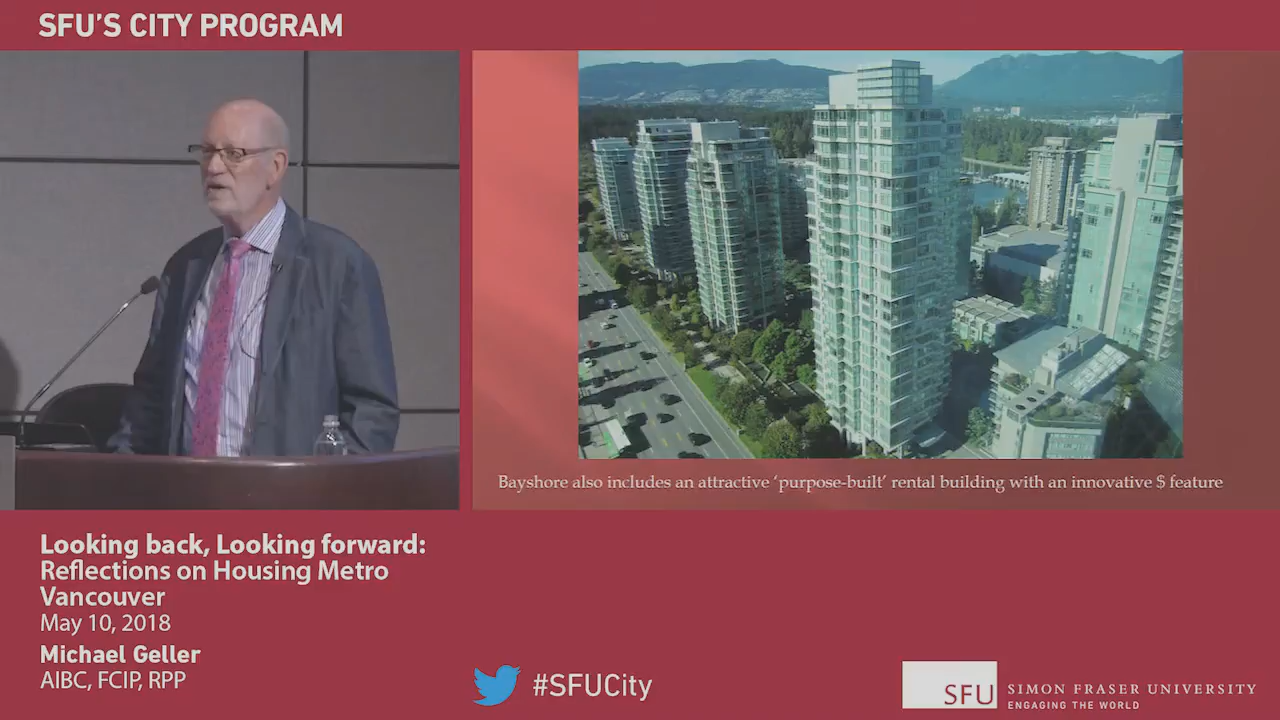 SFU'S CITY PROGRAM
Bayshore also includes an attractive ‘purpose-built’ rental building with an innovative $ feature
Looking back, Looking forward:
Reflections on Housing Metro
Vancouver
May 10, 2018
Michael Geller
AIBC, FCIP, RPP
#SFUCity
SFU
SIMON FRASER UNIVERSITY
ENGAGING THE WORLD